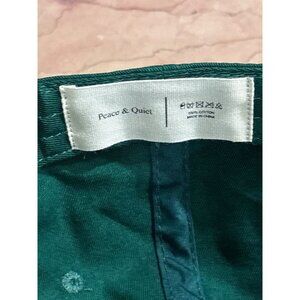 Peace & Quiet
100% COTTON
MADE IN CHINA